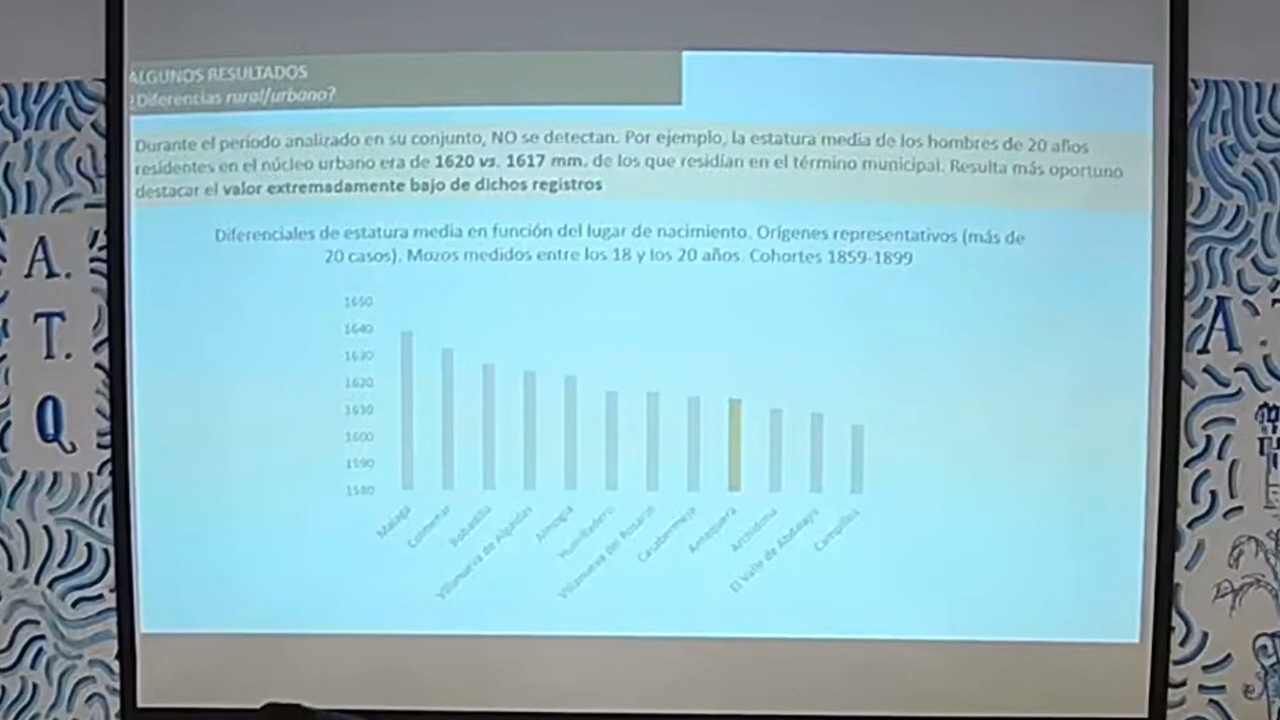 ALGUNOS RESULTADOS
¿Diferencias rural/urbano?
Durante el período analizado en su conjunto, NO se detectan. Por ejemplo, la estatura media de los hombres de 20 años
residentes en el núcleo urbano era de 1620 vs. 1617 mm. de los que residían en el término municipal. Resulta más oportuno
destacar el valor extremadamente bajo de dichos registros
Diferenciales de estatura media en función del lugar de nacimiento. Orígenes representativos (más de
20 casos). Mozos medidos entre los 18 y los 20 años. Cohortes 1859-1899
1650
1640
1630
1620
1610
1600
1590
1580
Málaga
Colmenar
Bobadilla
Villanueva de Algaidas
Almogía
Humilladero
Villanueva del Rosario
Casabermeja
Antequera
Archidona
El Valle de Abdalajís
Campillos
A.
T.
Q
A.
T